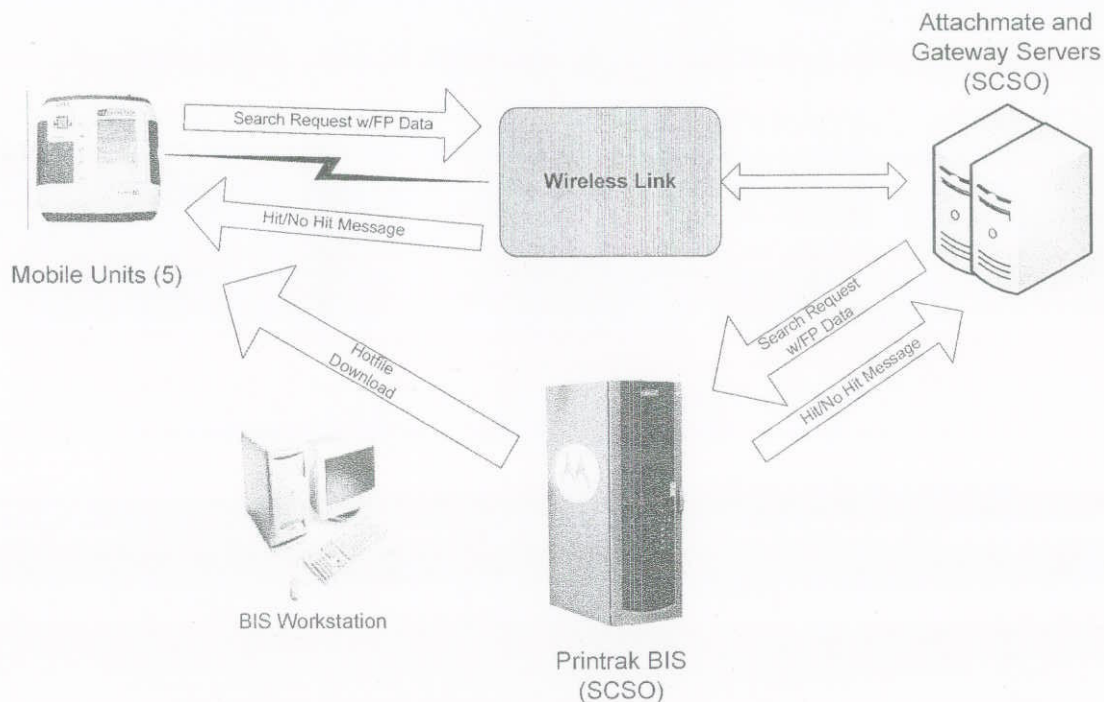 Attachmate and
Gateway Servers
(SCSO)
Search Request w/FP Data
Wireless Link
Hit/No Hit Message
Mobile Units (5)
Search Request
w/FP Data
Hit/No Hit Message
Hotfile
Download
BIS Workstation
Printrak BIS
(SCSO)